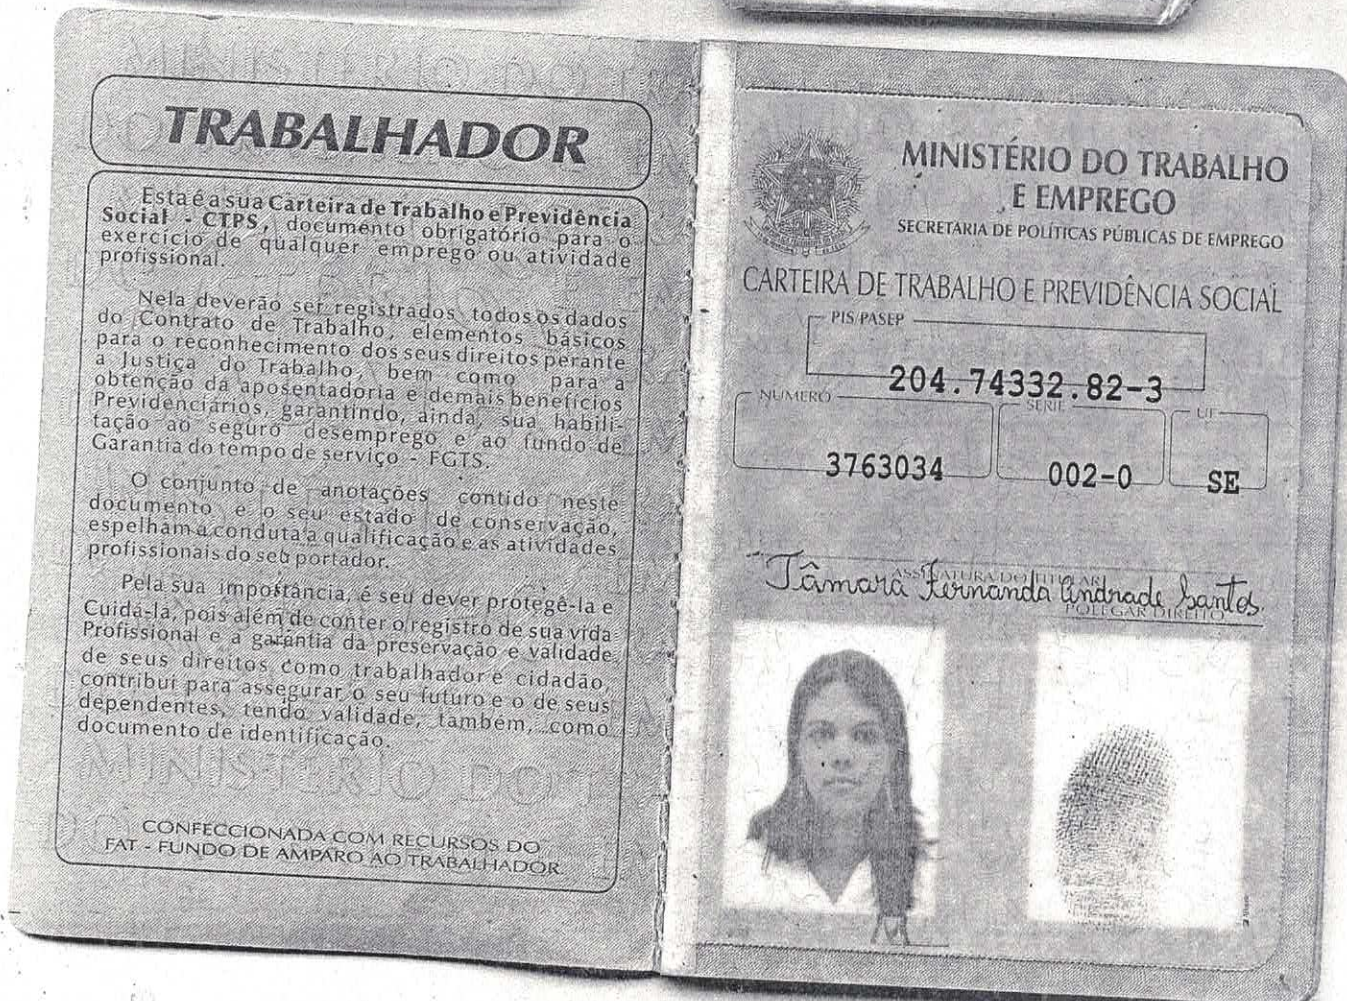 TRABALHADOR
Esta é a sua Carteira de Trabalho e Previdência
Social - CTPS, documento obrigatório para o
exercício de qualquer emprego ou atividade
profissional.
Nela deverão ser registrados todos os dados
do Contrato de Trabalho, elementos básicos
para o reconhecimento dos seus direitos perante
a Justiça do Trabalho, bem como para a
obtenção da aposentadoria e demais benefícios
Previdenciários, garantindo, ainda, sua habili-
tação ao seguro desemprego e ao fundo de
Garantia do tempo de serviço - FGTS.
O conjunto de anotações contido neste
documento e o seu estado de conservação,
espelham a conduta a qualificação e as atividades
profissionais do seu portador.
Pela sua importância, é seu dever protegê-la e
Cuidá-la, pois além de conter o registro de sua vida
Profissional e a garantia da preservação e validade
de seus direitos como trabalhador e cidadão,
contribui para assegurar o seu futuro e o de seus
dependentes, tendo validade, também, como
documento de identificação.
MINISTÉRIO DO
CONFECCIONADA COM RECURSOS DO
FAT - FUNDO DE AMPARO AO TRABALHADOR
MINISTÉRIO DO TRABALHO
E EMPREGO
SECRETARIA DE POLÍTICAS PÚBLICAS DE EMPREGO
CARTEIRA DE TRABALHO E PREVIDÊNCIA SOCIAL
PIS/PASEP
204.74332.82-3
NÚMERO SÉRIE UF
3763034 002-0 SE
Tâmara Fernanda Andrade Santos
ASSINATURA DO TITULAR
POLEGAR DIREITO